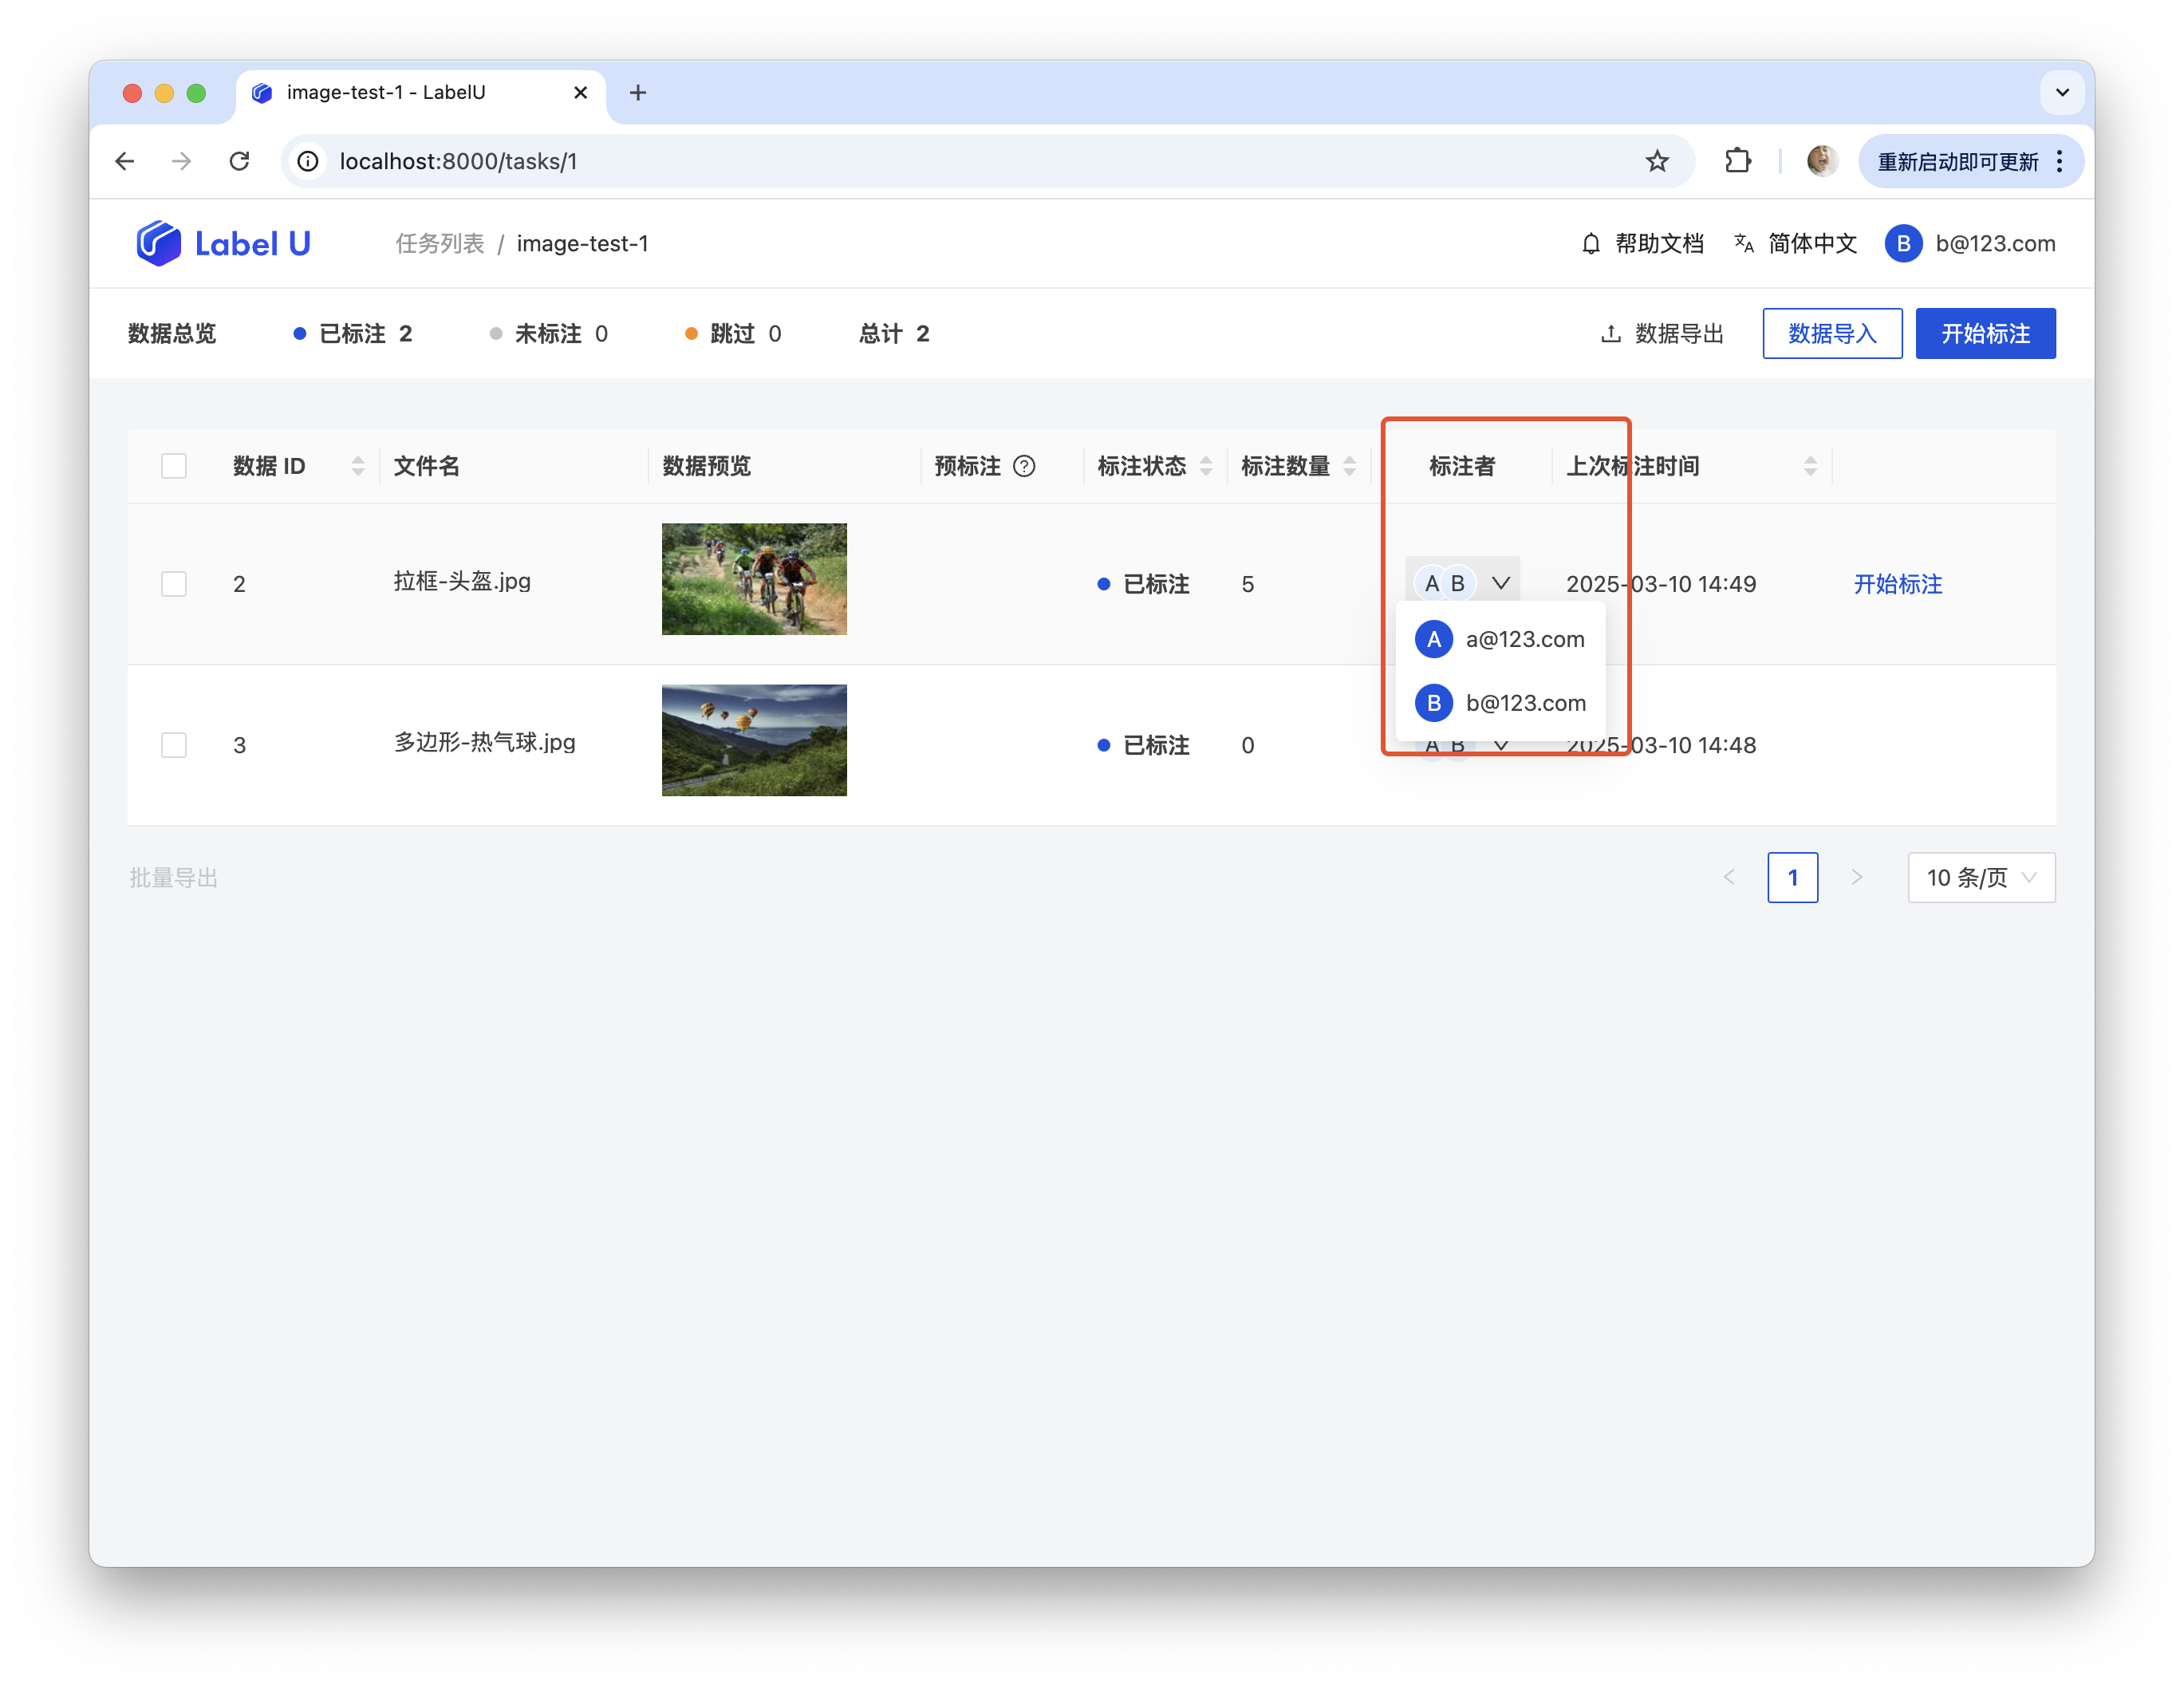 image-test-1 - LabelU
localhost:8000/tasks/1
重新启动即可更新
Label U
任务列表 / image-test-1
帮助文档
简体中文
B b@123.com
数据总览
已标注 2
未标注 0
跳过 0
总计 2
数据导出
数据导入
开始标注
数据 ID
文件名
数据预览
预标注
标注状态
标注数量
标注者
上次标注时间
2
拉框-头盔.jpg
已标注
5
A B
2025-03-10 14:49
开始标注
A a@123.com
B b@123.com
3
多边形-热气球.jpg
已标注
0
A B
2025-03-10 14:48
批量导出
1
10 条/页